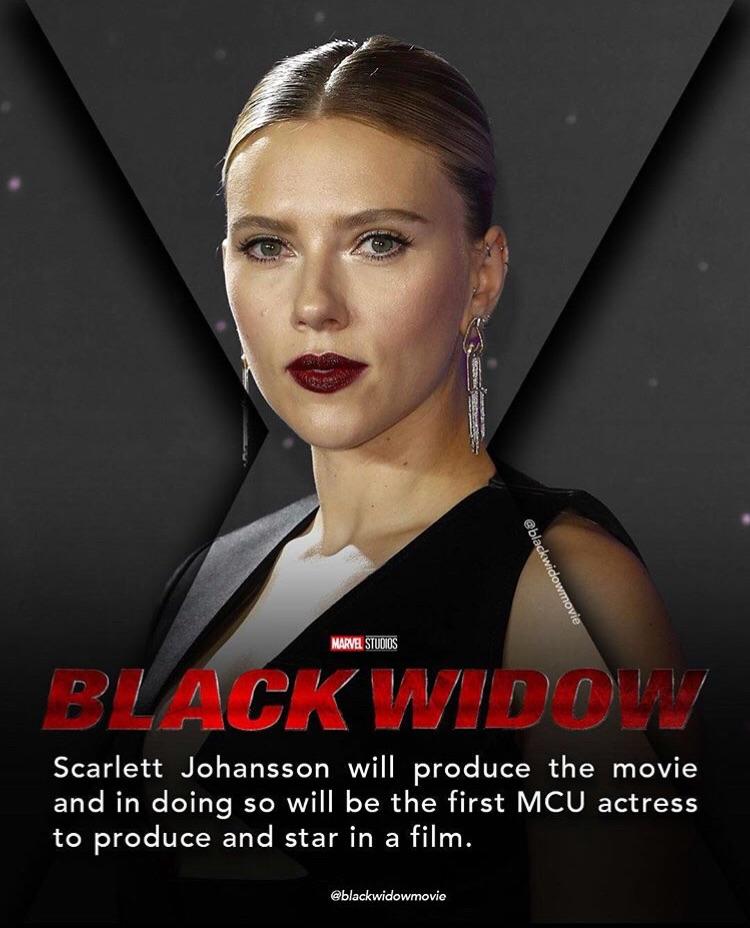 @blackwidowmovie
MARVEL STUDIOS
BLACK WIDOW
Scarlett Johansson will produce the movie
and in doing so will be the first MCU actress
to produce and star in a film.
@blackwidowmovie